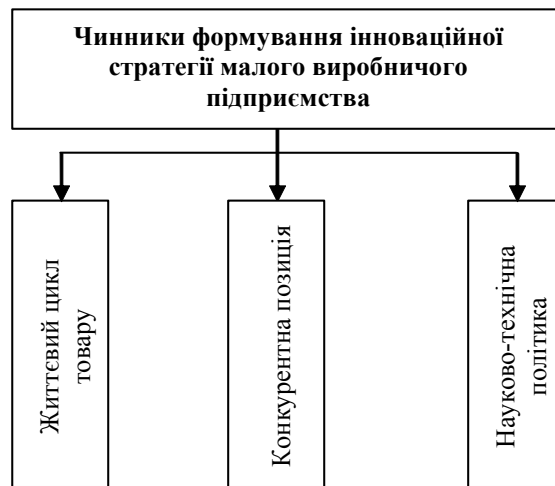 Чинники формування інноваційної
стратегії малого виробничого
підприємства
Життєвий цикл
товару
Конкурентна позиція
Науково-технічна
політика